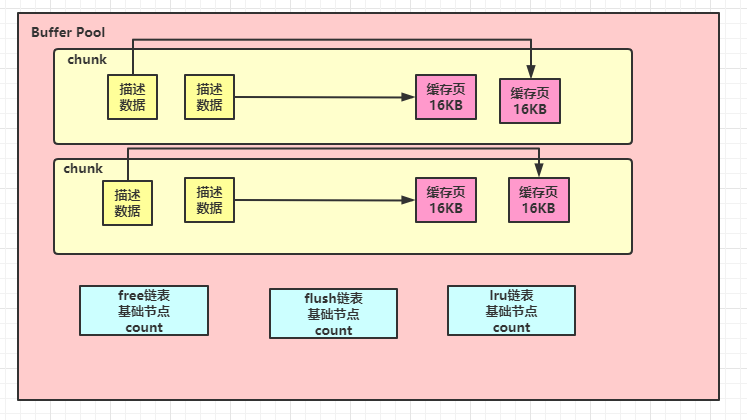 Buffer Pool
chunk
描述
数据
描述
数据
缓存页
16KB
缓存页
16KB
chunk
描述
数据
描述
数据
缓存页
16KB
缓存页
16KB
free链表
基础节点
count
flush链表
基础节点
count
lru链表
基础节点
count